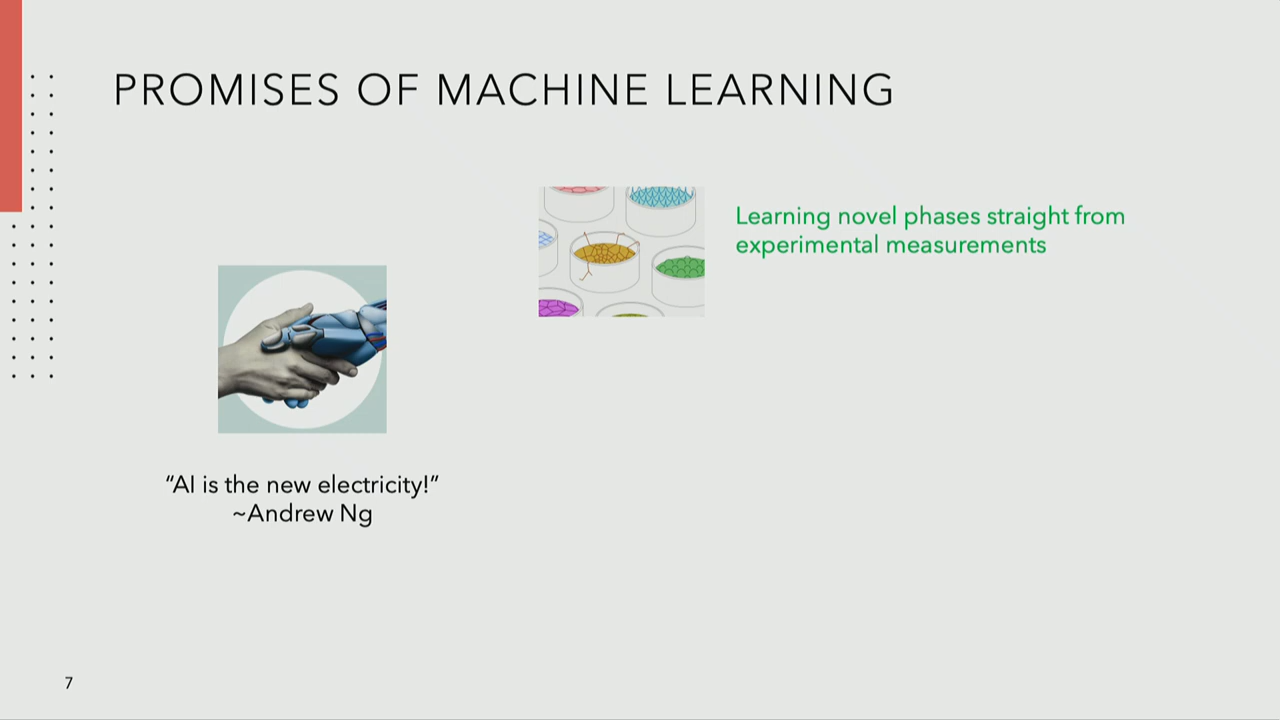 PROMISES OF MACHINE LEARNING
Learning novel phases straight from
experimental measurements
“AI is the new electricity!”
~Andrew Ng
7